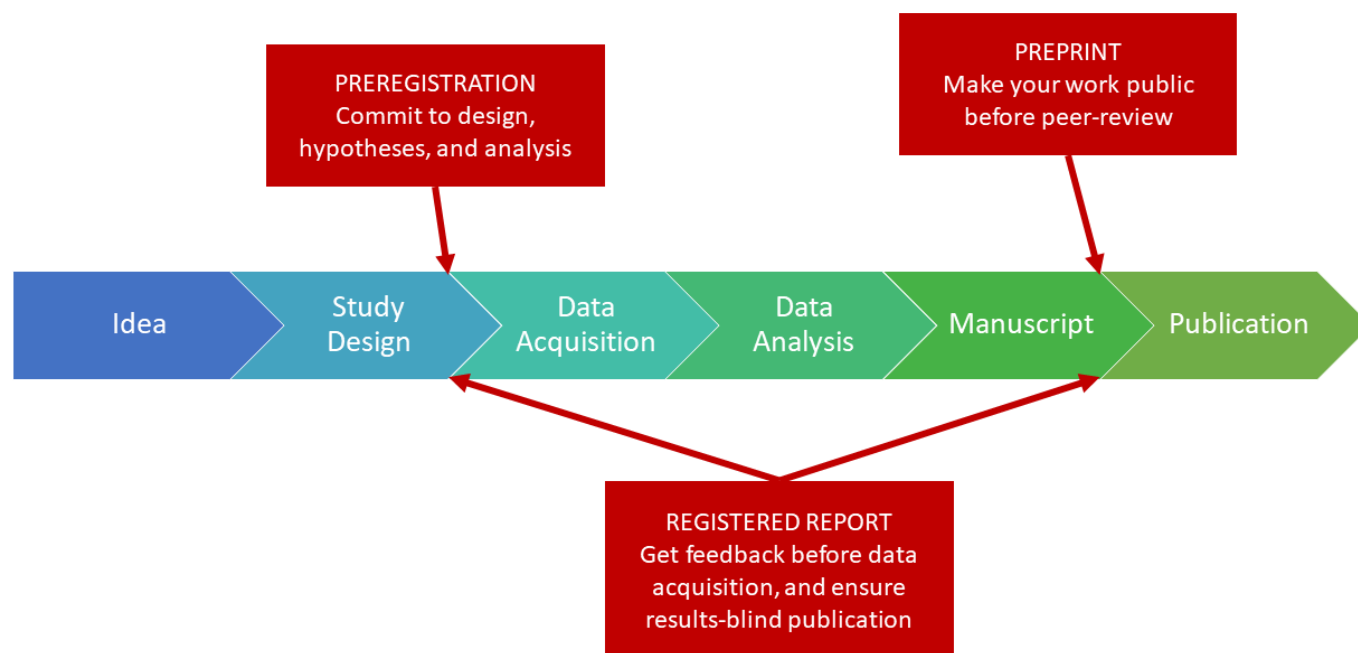 PREREGISTRATION
Commit to design,
hypotheses, and analysis
PREPRINT
Make your work public
before peer-review
Idea
Study
Design
Data
Acquisition
Data
Analysis
Manuscript
Publication
REGISTERED REPORT
Get feedback before data
acquisition, and ensure
results-blind publication